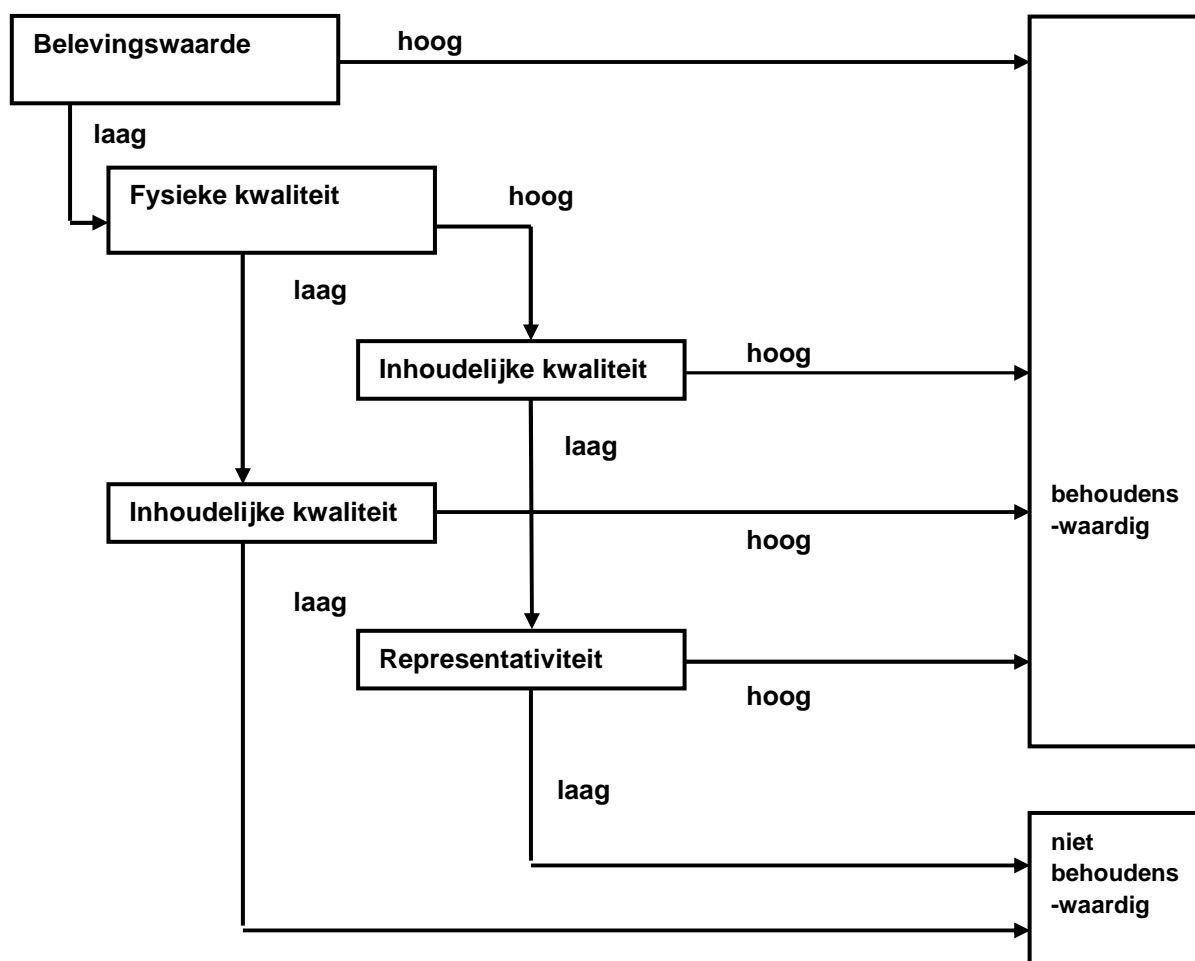 Belevingswaarde
hoog
laag
Fysieke kwaliteit
hoog
laag
Inhoudelijke kwaliteit
hoog
laag
Inhoudelijke kwaliteit
hoog
behoudens
-waardig
laag
Representativiteit
hoog
laag
niet
behoudens
-waardig